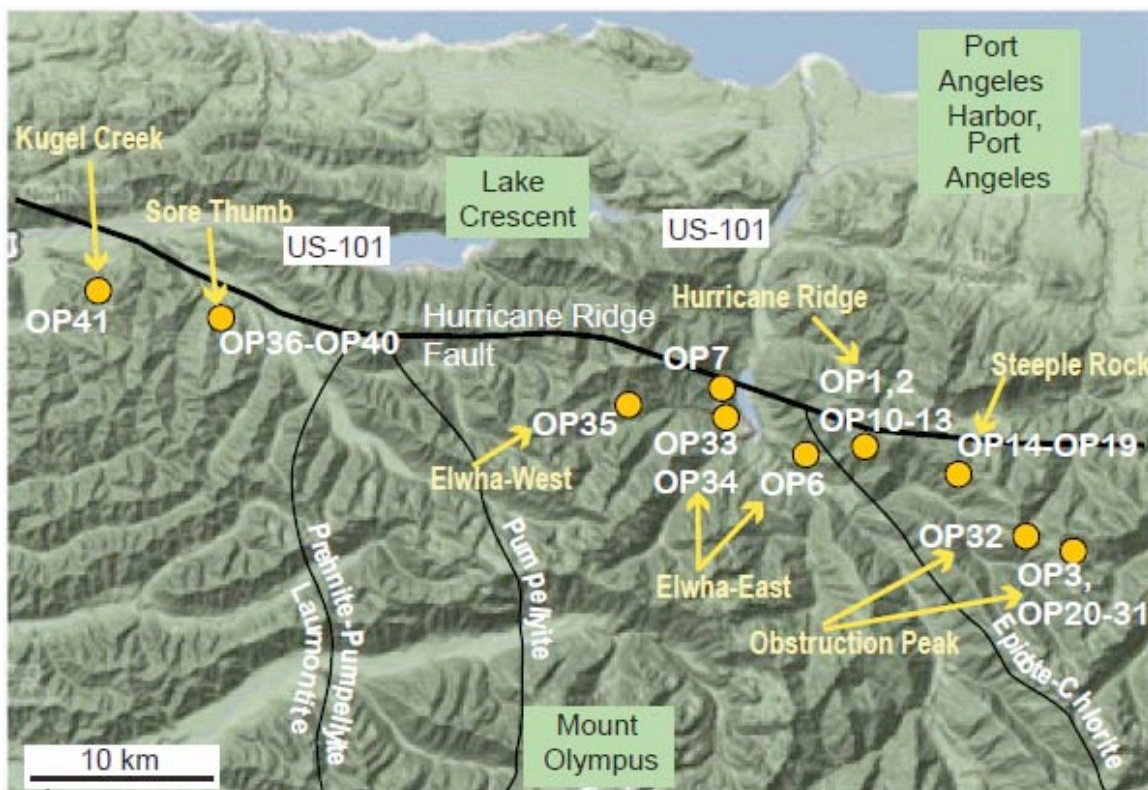 Port
Angeles
Harbor,
Port
Angeles
Kugel Creek
Lake
Crescent
Sore Thumb
US-101
US-101
Hurricane Ridge
OP41
OP36-OP40
Hurricane Ridge
Fault
OP7
OP1,2
OP10-13
Steeple Rock
OP14-OP19
OP35
OP33
OP34
OP6
Elwha-West
OP32
OP3,
OP20-31
Elwha-East
Obstruction Peak
Prehnite-Pumpellyite
Laumontite
Pumpellyite
Epidote-Chlorite
Mount
Olympus
10 km